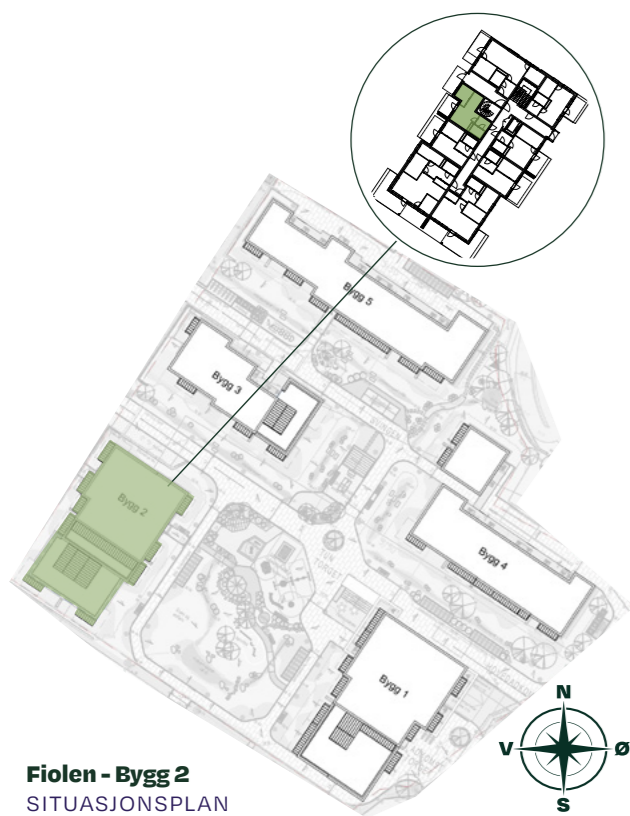 Bygg 5
Bygg 3
Bygg 2
Bygg 4
Bygg 1
N
V
Ø
S
Fiolen - Bygg 2
SITUASJONSPLAN